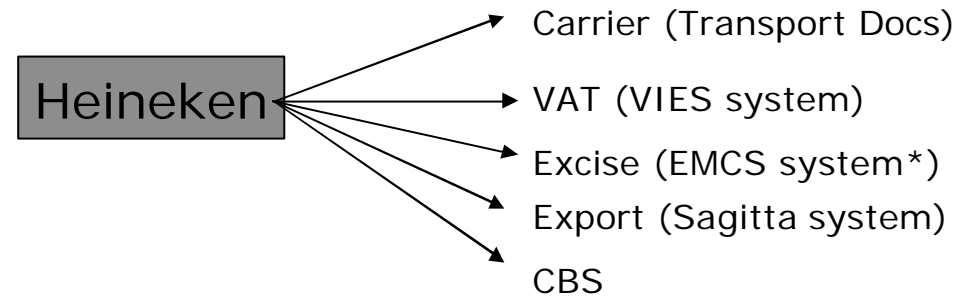 Carrier (Transport Docs)
Heineken
VAT (VIES system)
Excise (EMCS system*)
Export (Sagitta system)
CBS